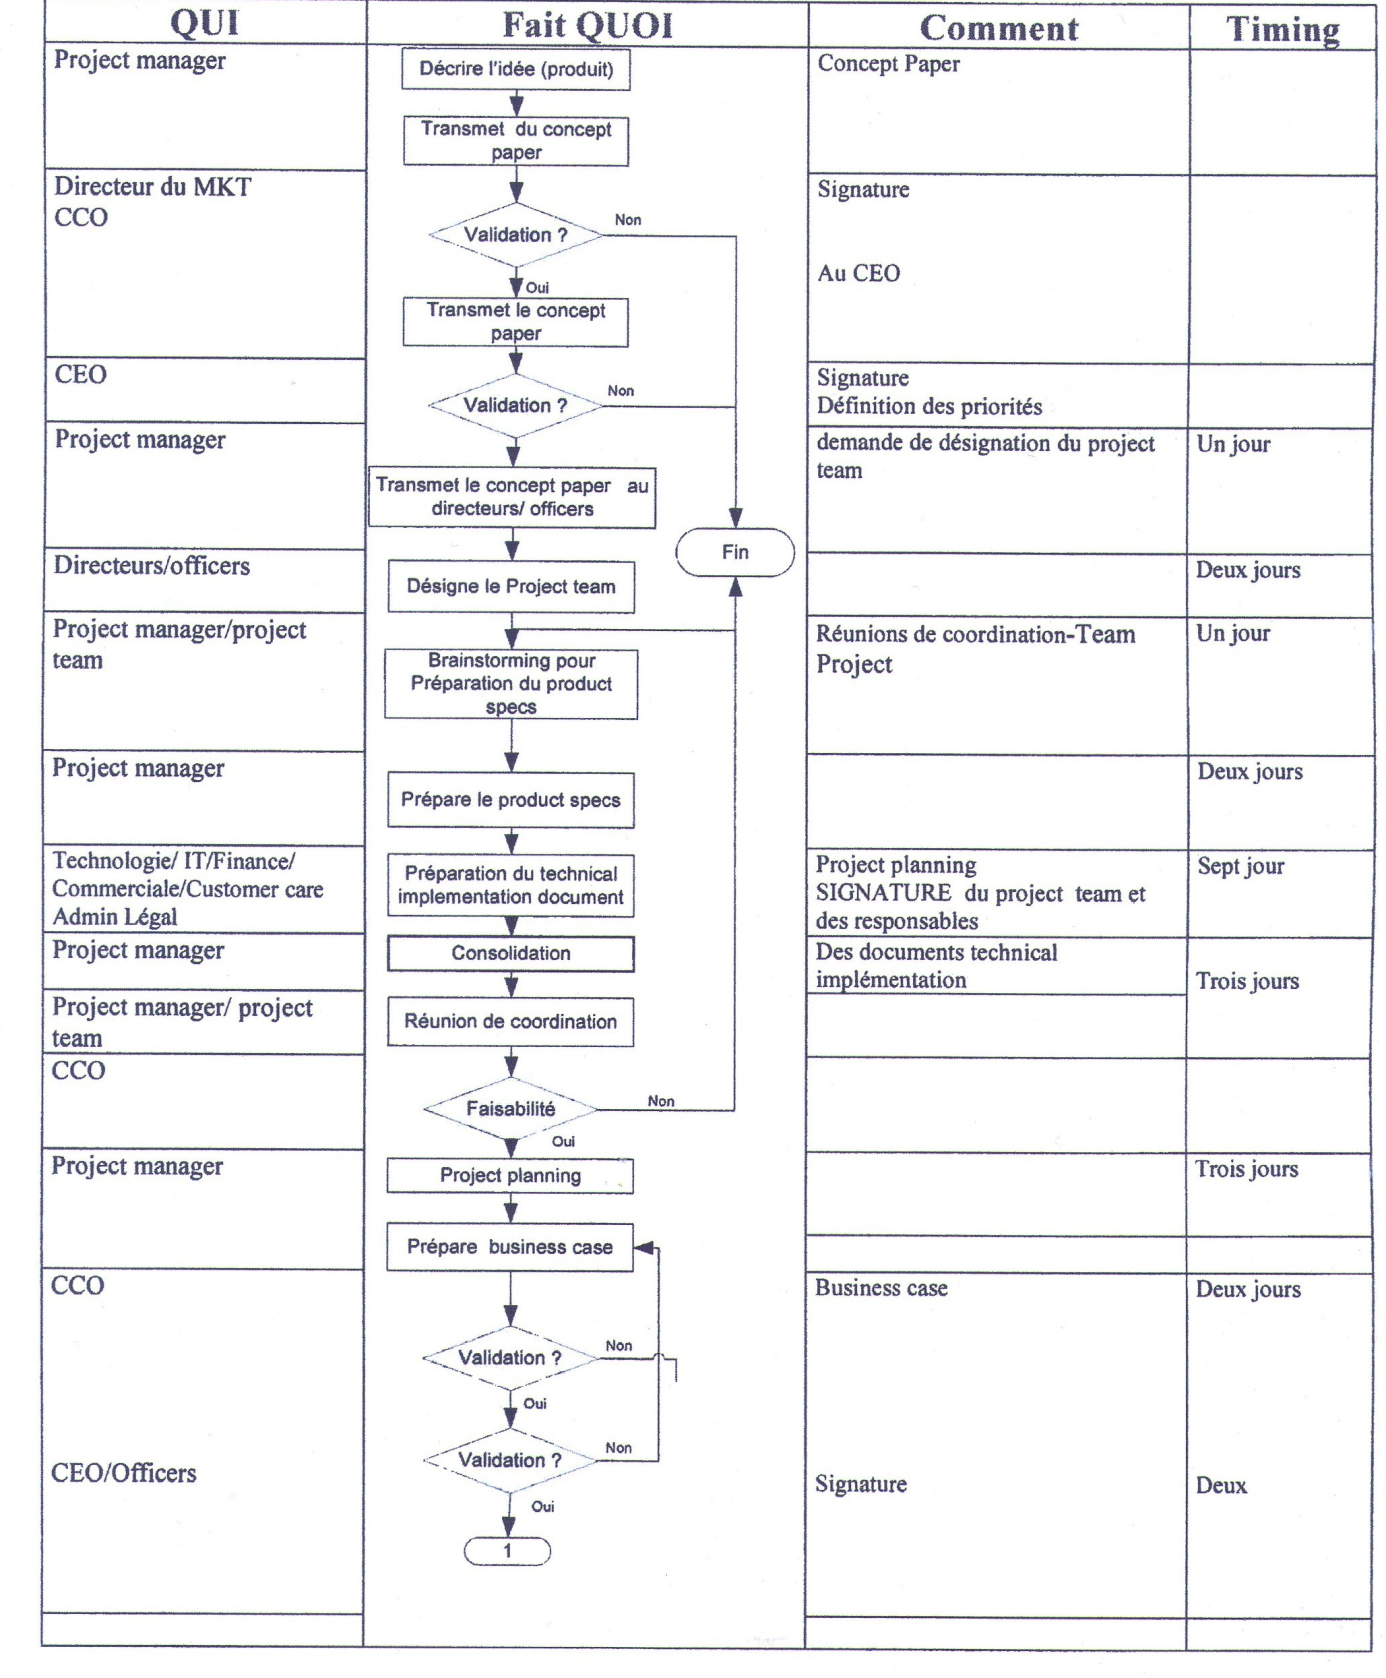 QUI
Fait QUOI
Comment
Timing
Project manager
Décrire l'idée (produit)
Concept Paper
Transmet du concept
paper
Directeur du MKT
CCO
Signature
Non
Validation ?
Au CEO
Oui
Transmet le concept
paper
CEO
Signature
Définition des priorités
Non
Validation ?
Project manager
demande de désignation du project
team
Un jour
Transmet le concept paper au
directeurs/ officers
Fin
Directeurs/officers
Désigne le Project team
Deux jours
Project manager/project
team
Réunions de coordination-Team
Project
Un jour
Brainstorming pour
Préparation du product
specs
Project manager
Deux jours
Prépare le product specs
Technologie/ IT/Finance/
Commerciale/Customer care
Admin Légal
Préparation du technical
implementation document
Project planning
SIGNATURE du project team et
des responsables
Sept jour
Project manager
Consolidation
Des documents technical
implémentation
Trois jours
Project manager/ project
team
Réunion de coordination
CCO
Faisabilité
Non
Oui
Project manager
Project planning
Trois jours
Prépare business case
CCO
Business case
Deux jours
Non
Validation ?
Oui
Non
Validation ?
CEO/Officers
Signature
Deux
Oui
1